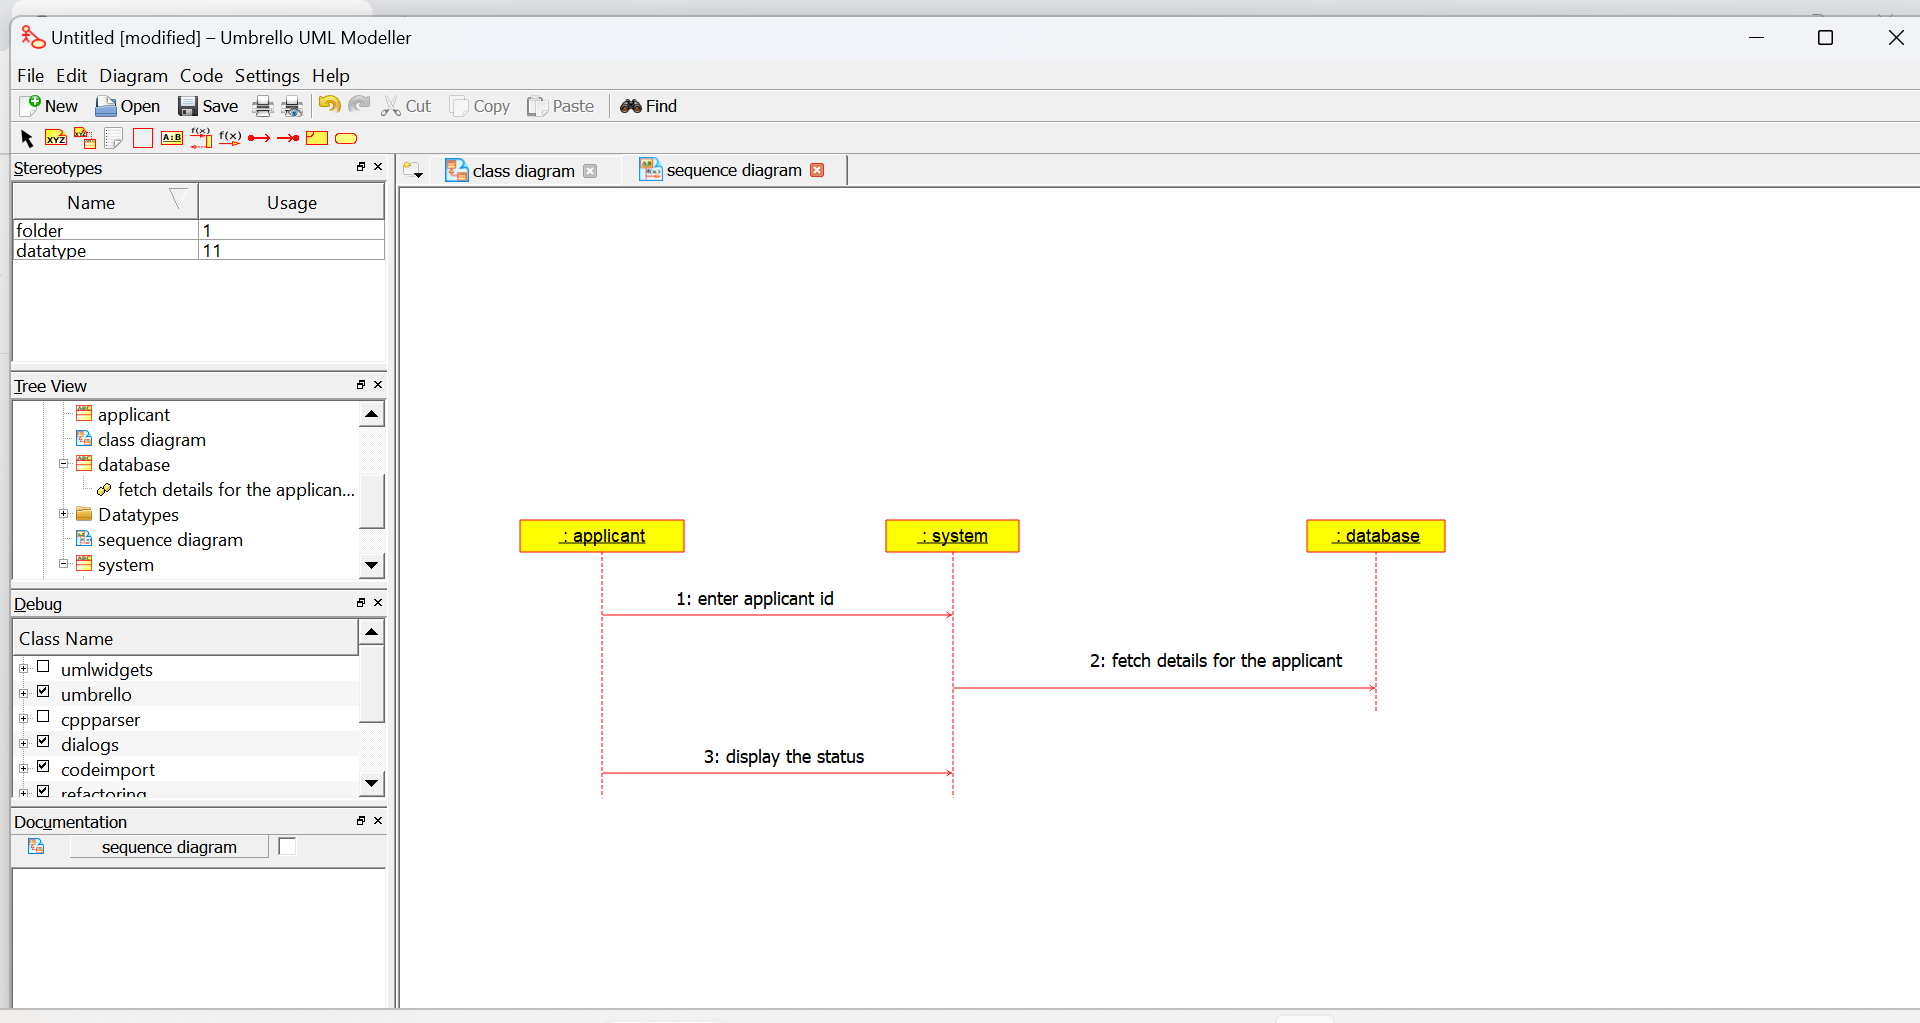 Untitled [modified] – Umbrello UML Modeller
File Edit Diagram Code Settings Help
New Open Save Cut Copy Paste Find
XYZ XYZ A:B f(x) f(x)
Stereotypes
Name Usage
folder 1
datatype 11
Tree View
applicant
class diagram
database
fetch details for the applican...
Datatypes
sequence diagram
system
Debug
Class Name
umlwidgets
umbrello
cppparser
dialogs
codeimport
refactoring
Documentation
sequence diagram
class diagram sequence diagram
: applicant : system : database
1: enter applicant id
2: fetch details for the applicant
3: display the status